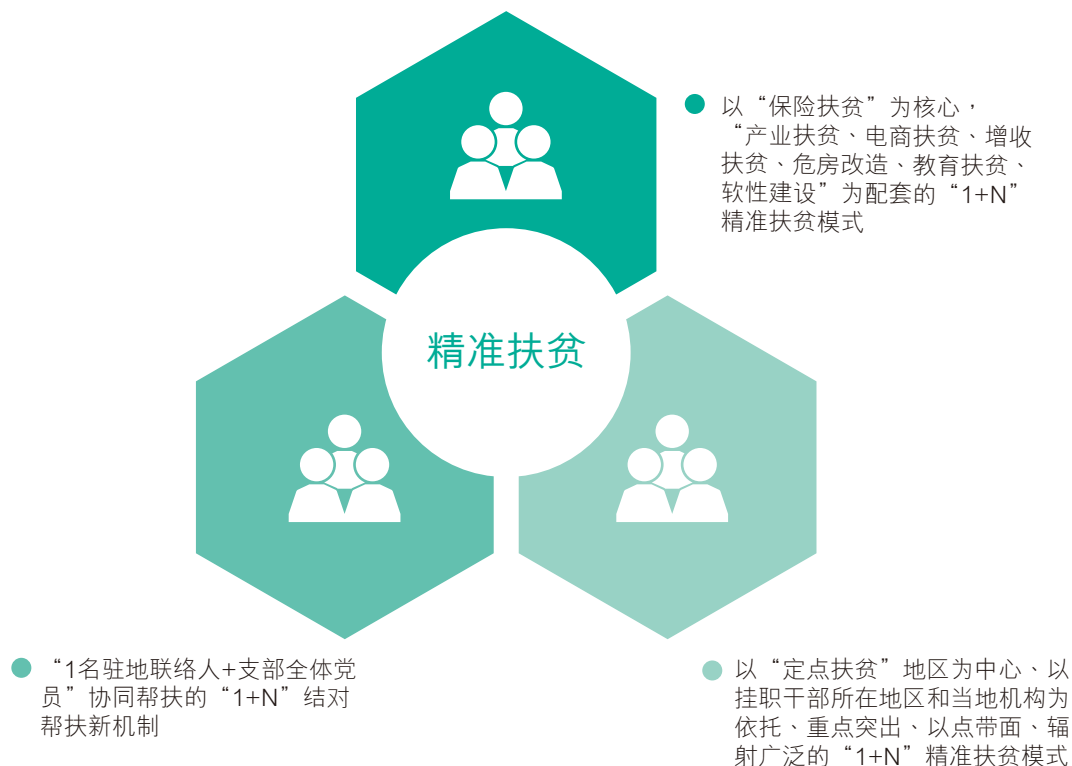 以“保险扶贫”为核心，
“产业扶贫、电商扶贫、增收
扶贫、危房改造、教育扶贫、
软性建设”为配套的“1+N”
精准扶贫模式
精准扶贫
“1名驻地联络人+支部全体党
员”协同帮扶的“1+N”结对
帮扶新机制
以“定点扶贫”地区为中心、以
挂职干部所在地区和当地机构为
依托、重点突出、以点带面、辐
射广泛的“1+N”精准扶贫模式